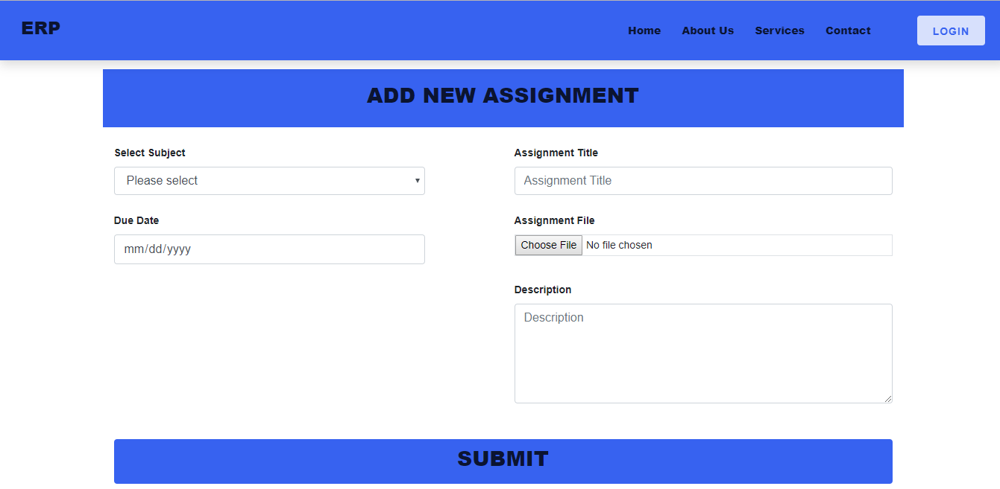 ERP
Home About Us Services Contact LOGIN
ADD NEW ASSIGNMENT
Select Subject
Please select
Due Date
mm/dd/yyyy
Assignment Title
Assignment Title
Assignment File
Choose File No file chosen
Description
Description
SUBMIT